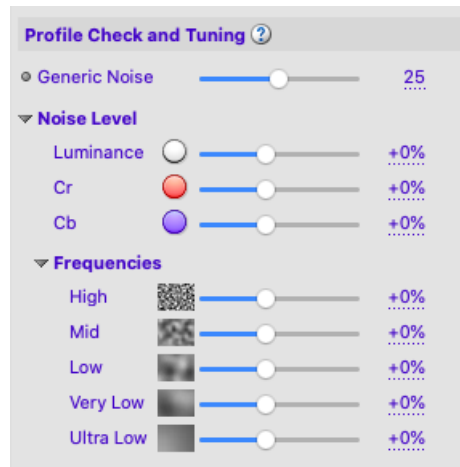 Profile Check and Tuning ?
Generic Noise 25
Noise Level
Luminance +0%
Cr +0%
Cb +0%
Frequencies
High +0%
Mid +0%
Low +0%
Very Low +0%
Ultra Low +0%